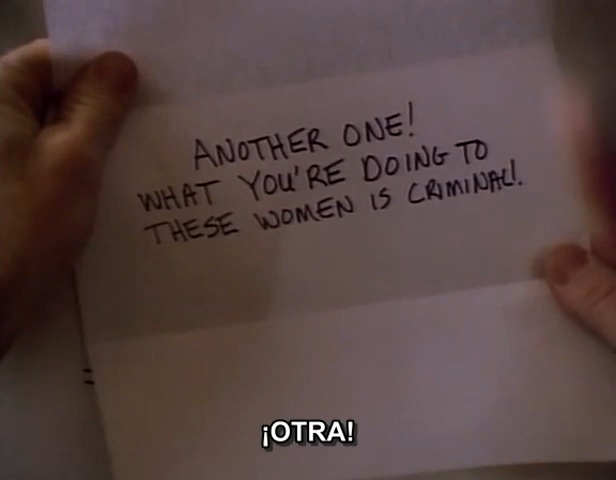 ANOTHER ONE!
WHAT YOU'RE DOING TO
THESE WOMEN IS CRIMINAL!.
¡OTRA!